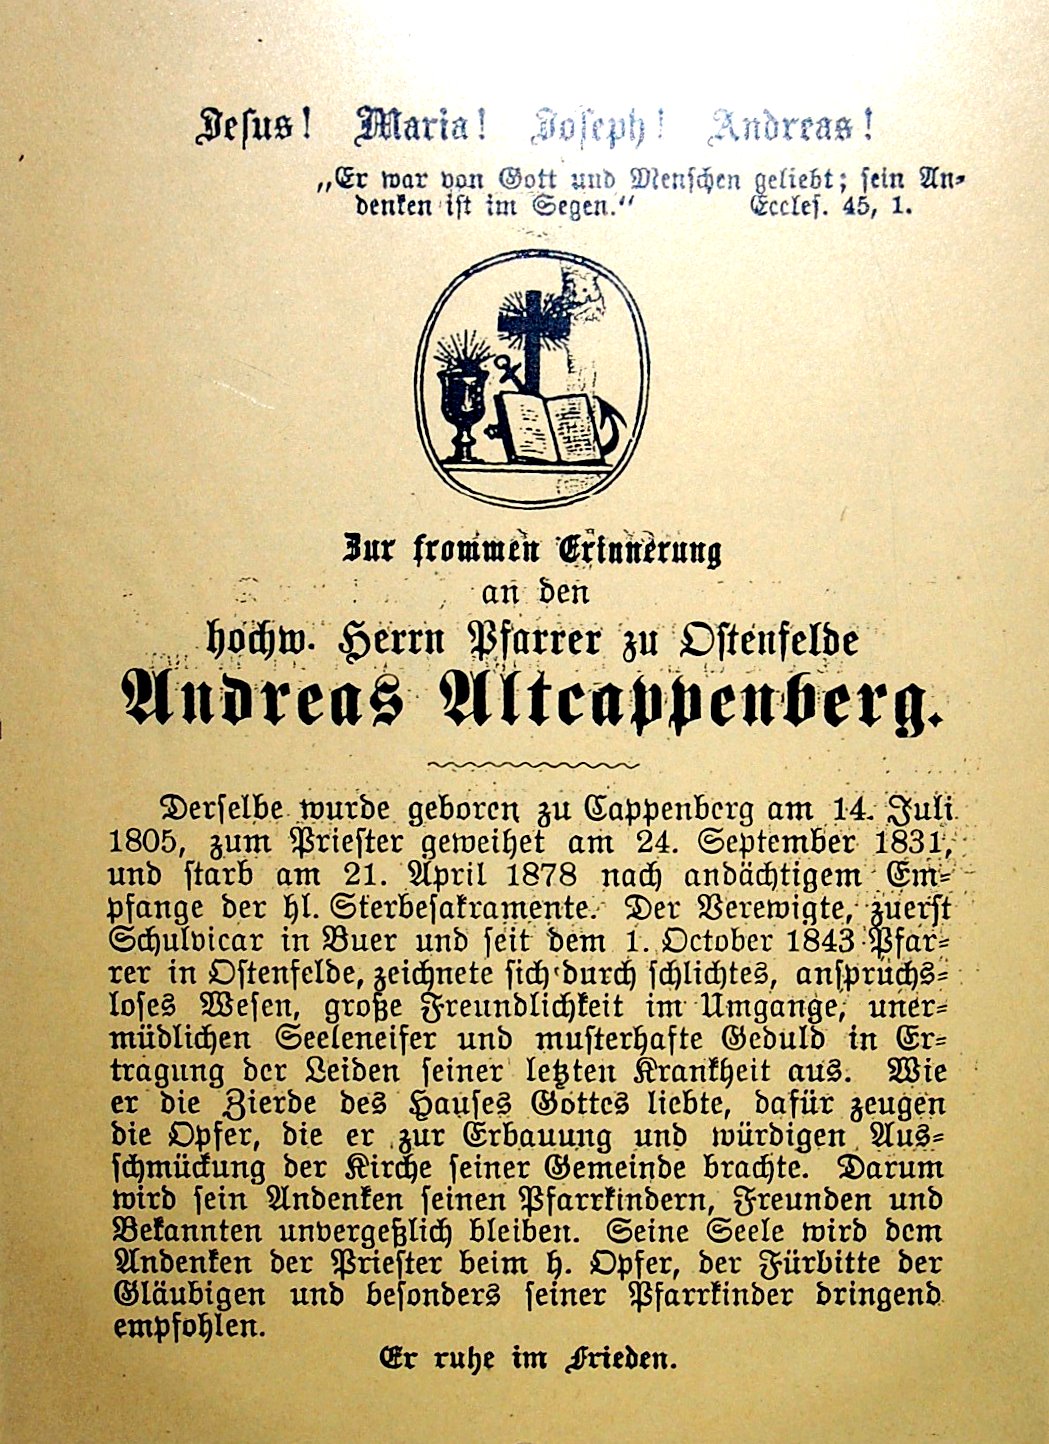 Jesus! Maria! Joseph! Andreas!
„Er war von Gott und Menschen geliebt; sein An-
denken ist im Segen.“ Eccles. 45, 1.
Zur frommen Erinnerung
an den
hochw. Herrn Pfarrer zu Ostenfelde
Andreas Altcappenberg.
Derselbe wurde geboren zu Cappenberg am 14. Juli
1805, zum Priester geweihet am 24. September 1831,
und starb am 21. April 1878 nach andächtigem Em-
pfange der hl. Sterbesakramente. Der Verewigte, zuerst
Schulvicar in Buer und seit dem 1. October 1843 Pfar-
rer in Ostenfelde, zeichnete sich durch schlichtes, anspruchs-
loses Wesen, große Freundlichkeit im Umgange, uner-
müdlichen Seeleneifer und musterhafte Geduld in Er-
tragung der Leiden seiner letzten Krankheit aus. Wie
er die Zierde des Hauses Gottes liebte, dafür zeugen
die Opfer, die er zur Erbauung und würdigen Aus-
schmückung der Kirche seiner Gemeinde brachte. Darum
wird sein Andenken seinen Pfarrkindern, Freunden und
Bekannten unvergeßlich bleiben. Seine Seele wird dem
Andenken der Priester beim h. Opfer, der Fürbitte der
Gläubigen und besonders seiner Pfarrkinder dringend
empfohlen.
Er ruhe im Frieden.